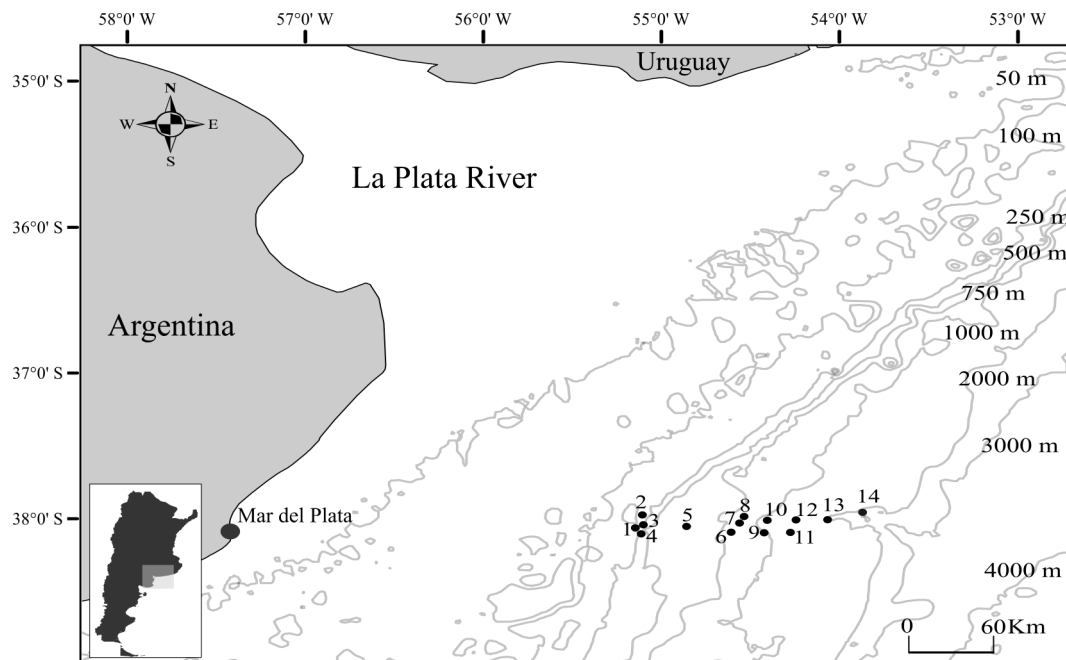 58°0' W 57°0' W 56°0' W 55°0' W 54°0' W 53°0' W
35°0' S
36°0' S
37°0' S
38°0' S
N
W E
S
Uruguay
La Plata River
Argentina
Mar del Plata
50 m
100 m
250 m
500 m
750 m
1000 m
2000 m
3000 m
4000 m
1
2
3
4
5
6
7
8
9
10
11
12
13
14
0 60Km